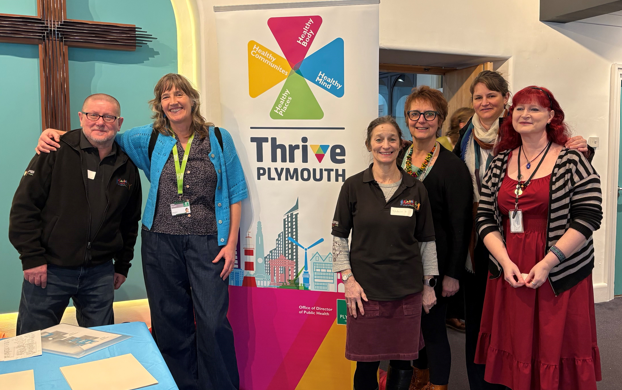 Healthy Body
Healthy Communities
Healthy Mind
Healthy Places
Thrive
PLYMOUTH
Office of Director
of Public Health